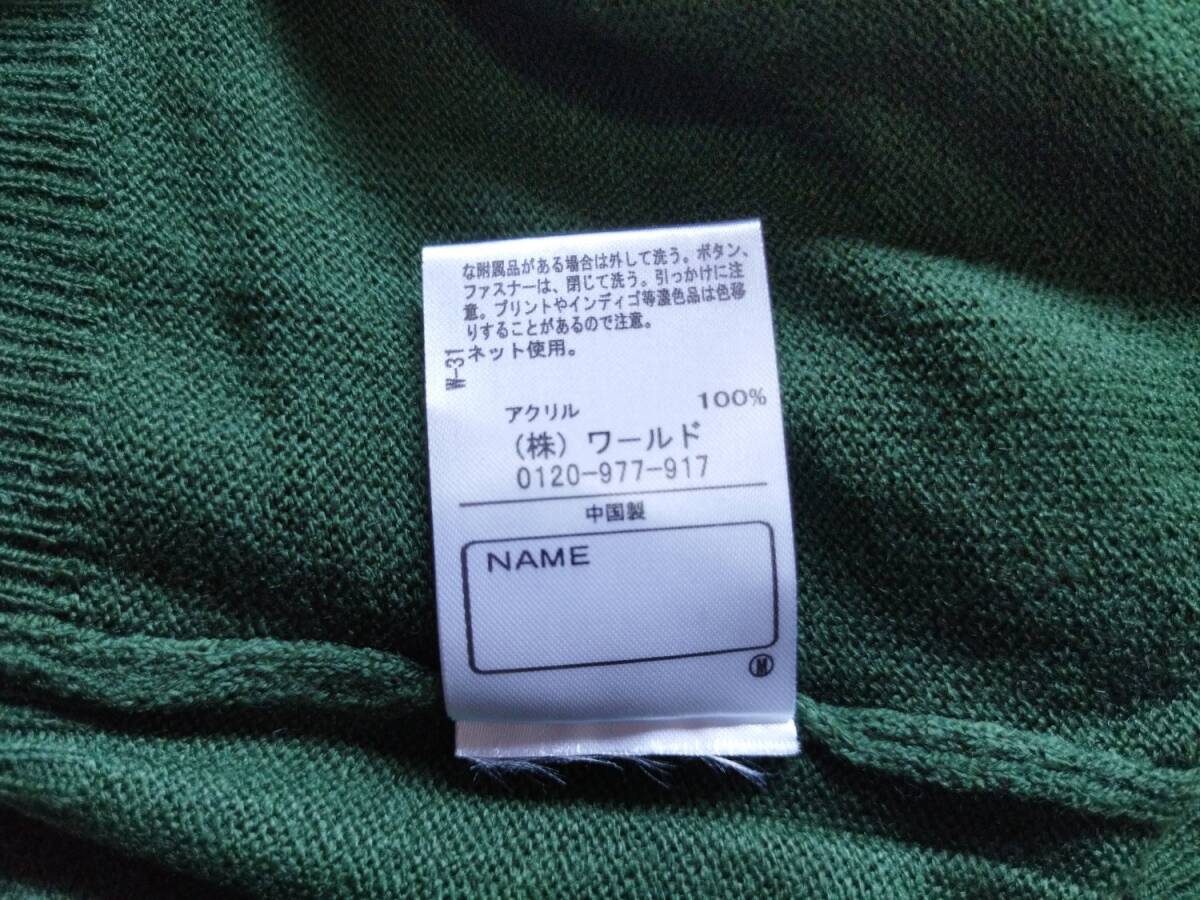 な附属品がある場合は外して洗う。ボタン、
ファスナーは、閉じて洗う。引っかけに注
意。プリントやインディゴ等濃色品は色移
りすることがあるので注意。
ネット使用。
W-31
アクリル 100%
(株)ワールド
0120-977-917
中国製
NAME
M